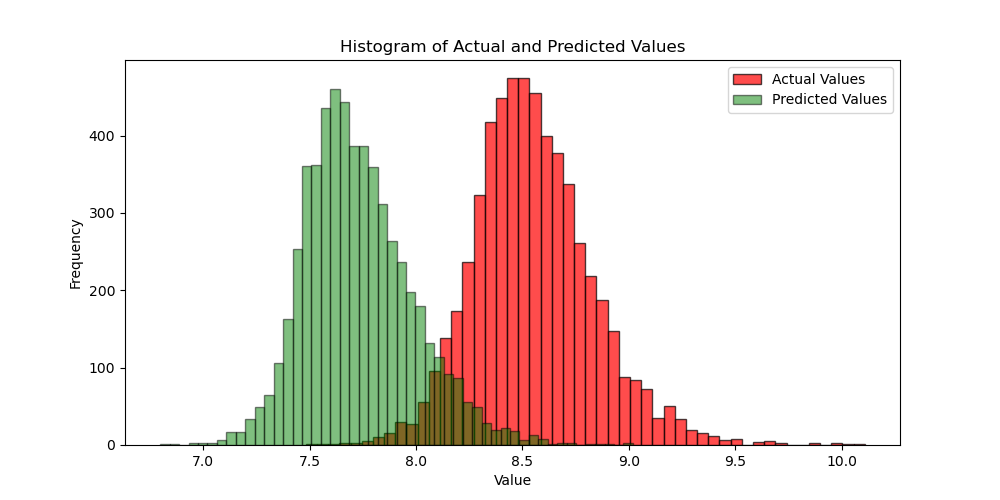 Histogram of Actual and Predicted Values
Actual Values
Predicted Values
Frequency
400
300
200
100
0
7.0 7.5 8.0 8.5 9.0 9.5 10.0
Value